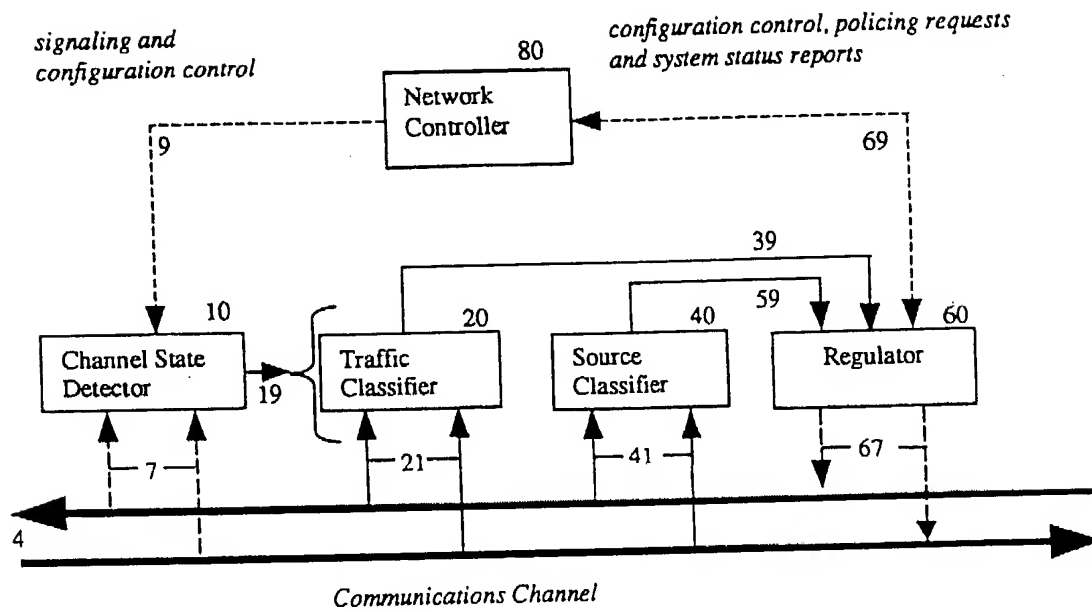 signaling and
configuration control
configuration control, policing requests
and system status reports
80
Network
Controller
9
69
39
59
10
20
40
60
Channel State
Detector
19
Traffic
Classifier
Source
Classifier
Regulator
7
21
41
67
4
Communications Channel